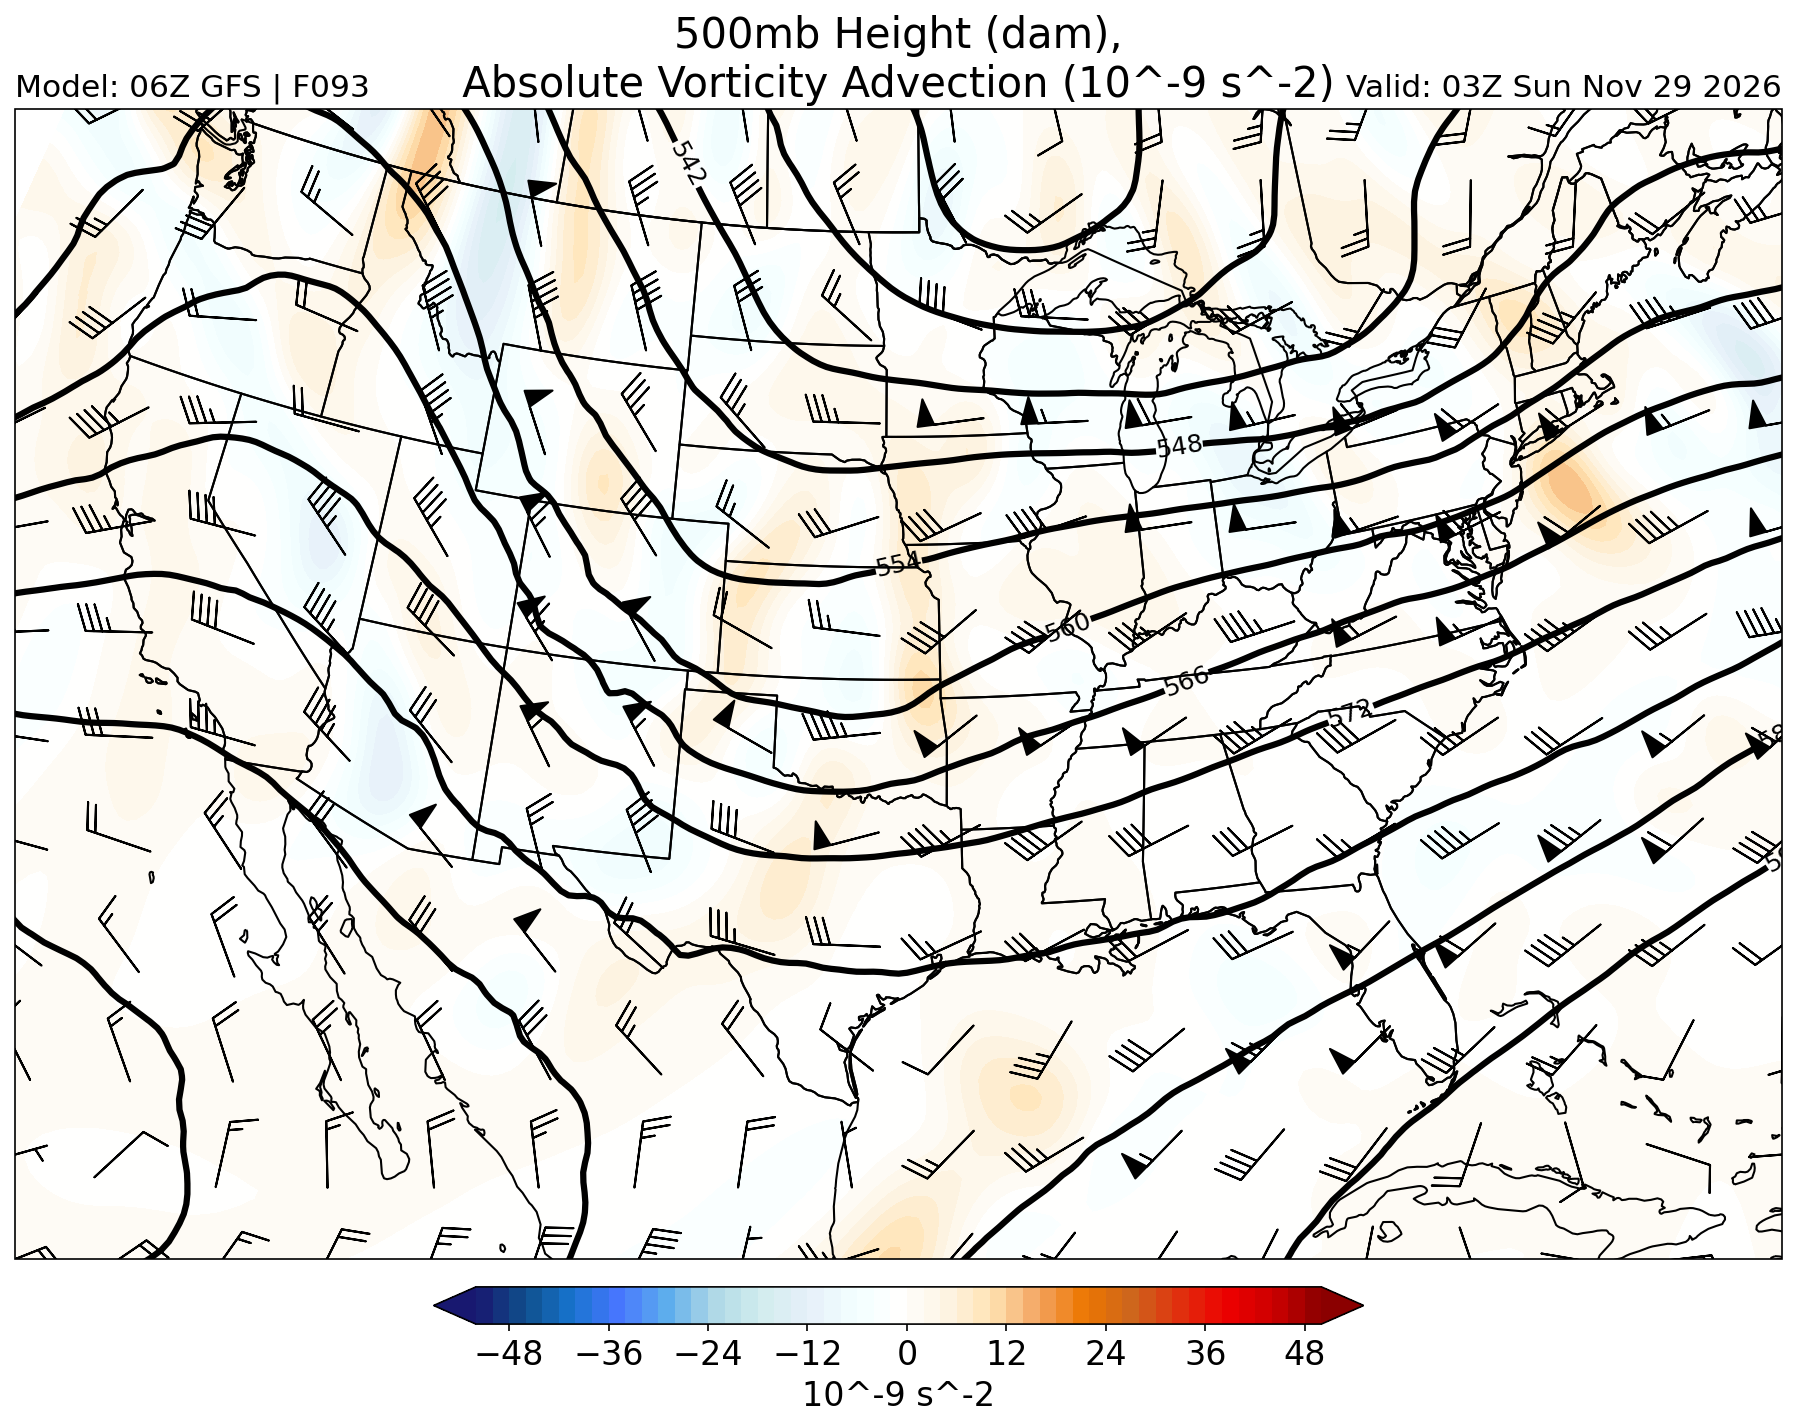 500mb Height (dam),
Model: 06Z GFS | F093 Absolute Vorticity Advection (10^-9 s^-2) Valid: 03Z Sun Nov 29 2026
542
548
554
560
566
572
−48 −36 −24 −12 0 12 24 36 48
10^-9 s^-2